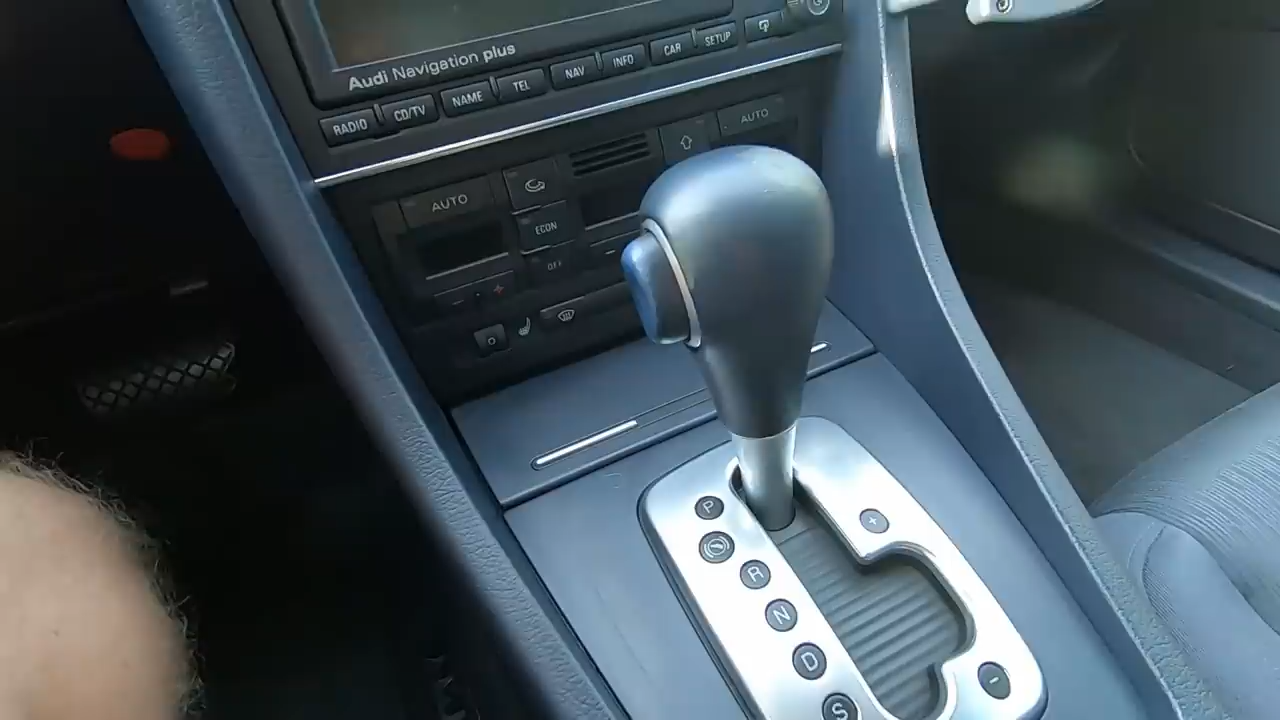 Audi Navigation plus
RADIO CD/TV NAME TEL NAV INFO CAR SETUP
AUTO AUTO
ECON
OFF
- +
-
P
R
N
D
S
+
-